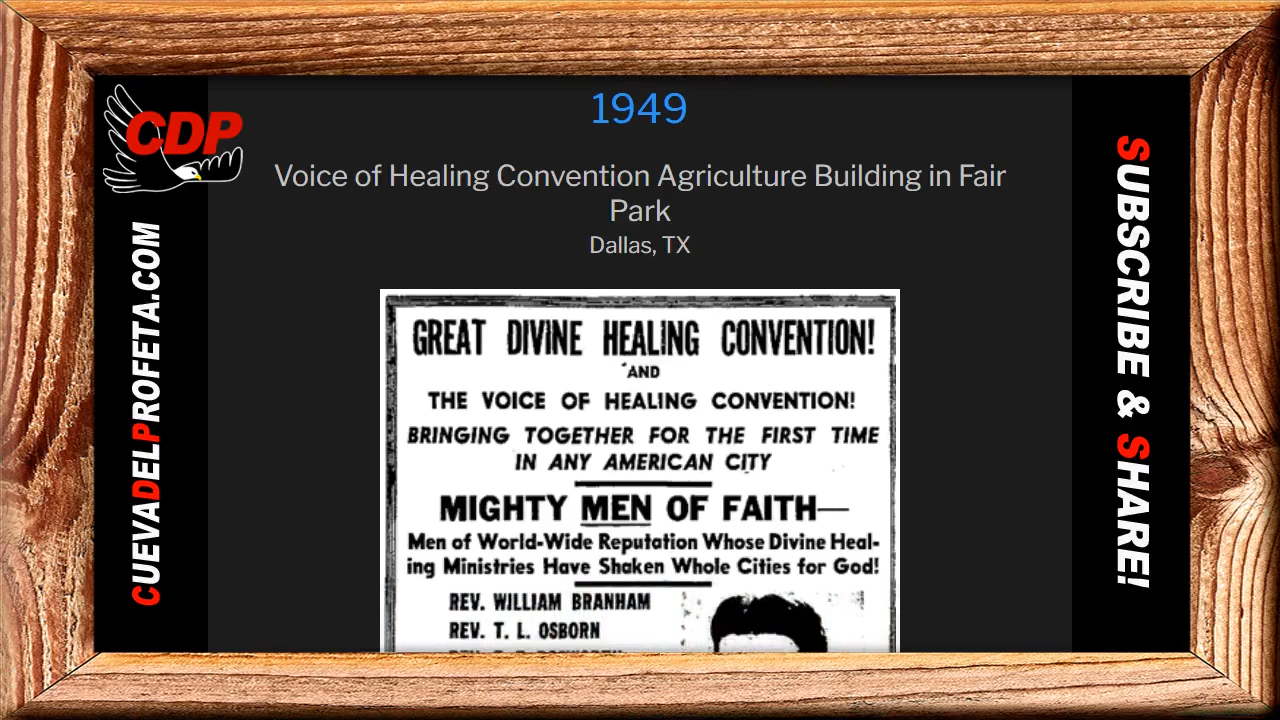 CDP
CUEVADELPROFETA.COM
1949
Voice of Healing Convention Agriculture Building in Fair
Park
Dallas, TX
GREAT DIVINE HEALING CONVENTION!
AND
THE VOICE OF HEALING CONVENTION!
BRINGING TOGETHER FOR THE FIRST TIME
IN ANY AMERICAN CITY
MIGHTY MEN OF FAITH—
Men of World-Wide Reputation Whose Divine Heal-
ing Ministries Have Shaken Whole Cities for God!
REV. WILLIAM BRANHAM
REV. T. L. OSBORN
SUBSCRIBE & SHARE!